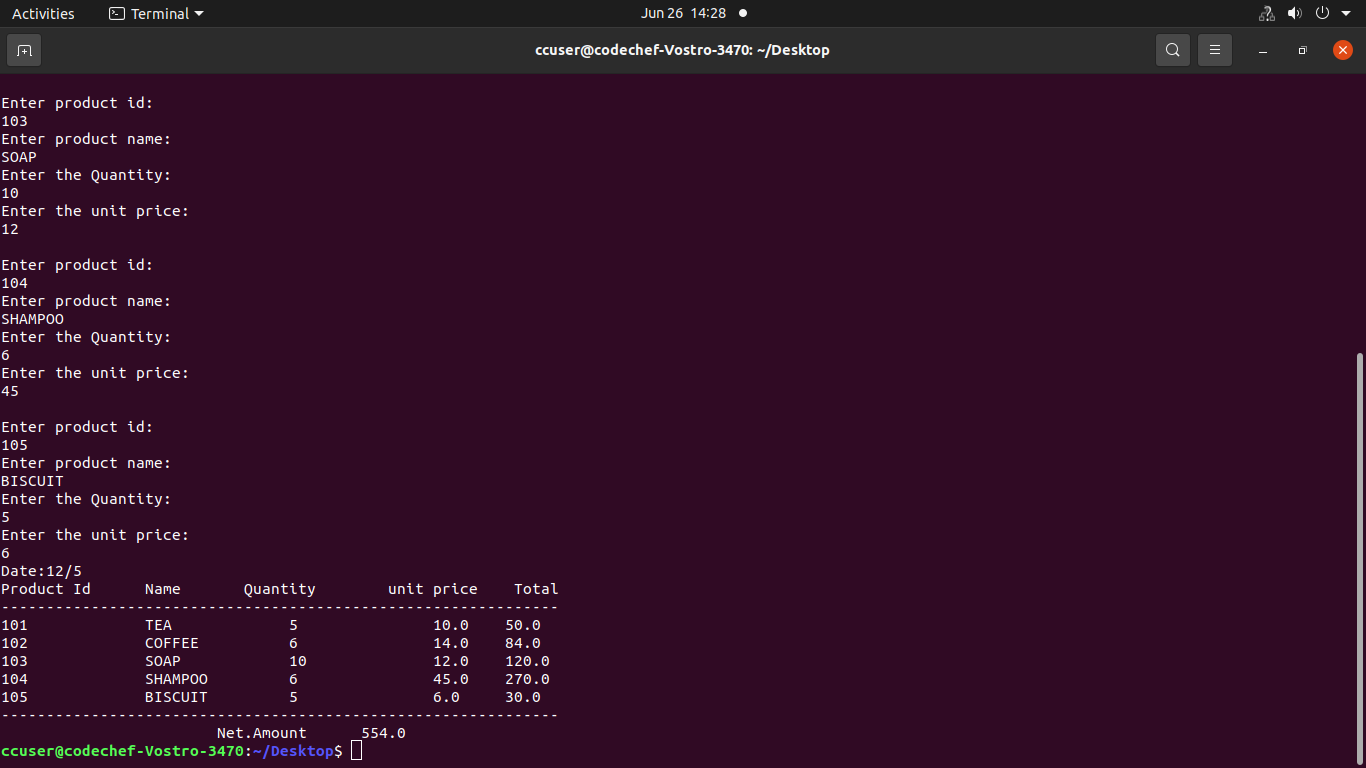 Activities Terminal Jun 26 14:28
ccuser@codechef-Vostro-3470: ~/Desktop
Enter product id:
103
Enter product name:
SOAP
Enter the Quantity:
10
Enter the unit price:
12
Enter product id:
104
Enter product name:
SHAMPOO
Enter the Quantity:
6
Enter the unit price:
45
Enter product id:
105
Enter product name:
BISCUIT
Enter the Quantity:
5
Enter the unit price:
6
Date:12/5
Product Id      Name       Quantity        unit price    Total
--------------------------------------------------------------
101             TEA             5               10.0    50.0
102             COFFEE          6               14.0    84.0
103             SOAP            10              12.0    120.0
104             SHAMPOO         6               45.0    270.0
105             BISCUIT         5               6.0     30.0
--------------------------------------------------------------
                        Net.Amount      554.0
ccuser@codechef-Vostro-3470:~/Desktop$